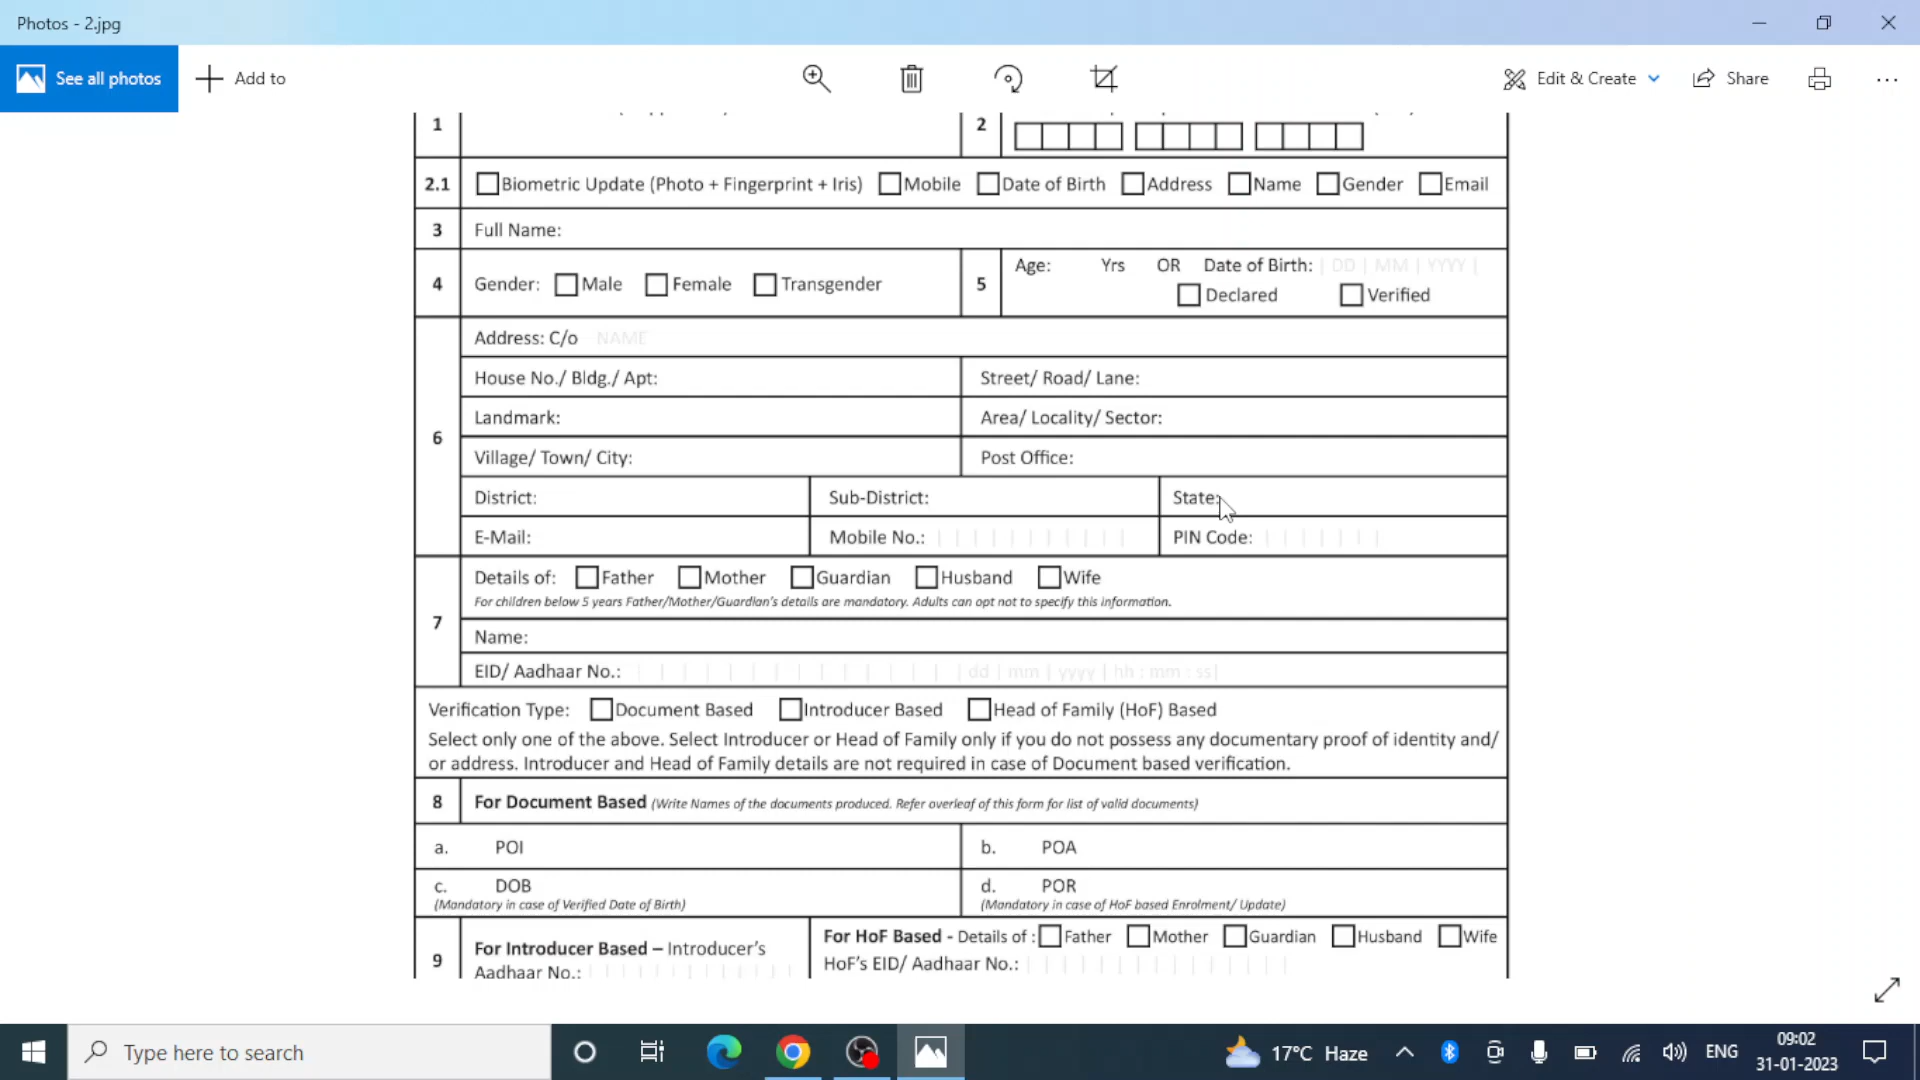 Photos - 2.jpg
See all photos
Add to
Edit & Create
Share
1
2
2.1 Biometric Update (Photo + Fingerprint + Iris) Mobile Date of Birth Address Name Gender Email
3 Full Name:
4 Gender: Male Female Transgender
5 Age: Yrs OR Date of Birth: | DD | MM | YYYY |
Declared Verified
6
Address: C/o NAME
House No./ Bldg./ Apt: Street/ Road/ Lane:
Landmark: Area/ Locality/ Sector:
Village/ Town/ City: Post Office:
District: Sub-District: State:
E-Mail: Mobile No.: PIN Code:
7
Details of: Father Mother Guardian Husband Wife
For children below 5 years Father/Mother/Guardian's details are mandatory. Adults can opt not to specify this information.
Name:
EID/ Aadhaar No.: | dd | mm | yyyy | hh : mm : ss|
Verification Type: Document Based Introducer Based Head of Family (HoF) Based
Select only one of the above. Select Introducer or Head of Family only if you do not possess any documentary proof of identity and/
or address. Introducer and Head of Family details are not required in case of Document based verification.
8 For Document Based (Write Names of the documents produced. Refer overleaf of this form for list of valid documents)
a. POI b. POA
c. DOB d. POR
(Mandatory in case of Verified Date of Birth) (Mandatory in case of HoF based Enrolment/ Update)
9
For Introducer Based – Introducer's
Aadhaar No.:
For HoF Based - Details of : Father Mother Guardian Husband Wife
HoF's EID/ Aadhaar No.:
Type here to search
17°C Haze
ENG
09:02
31-01-2023